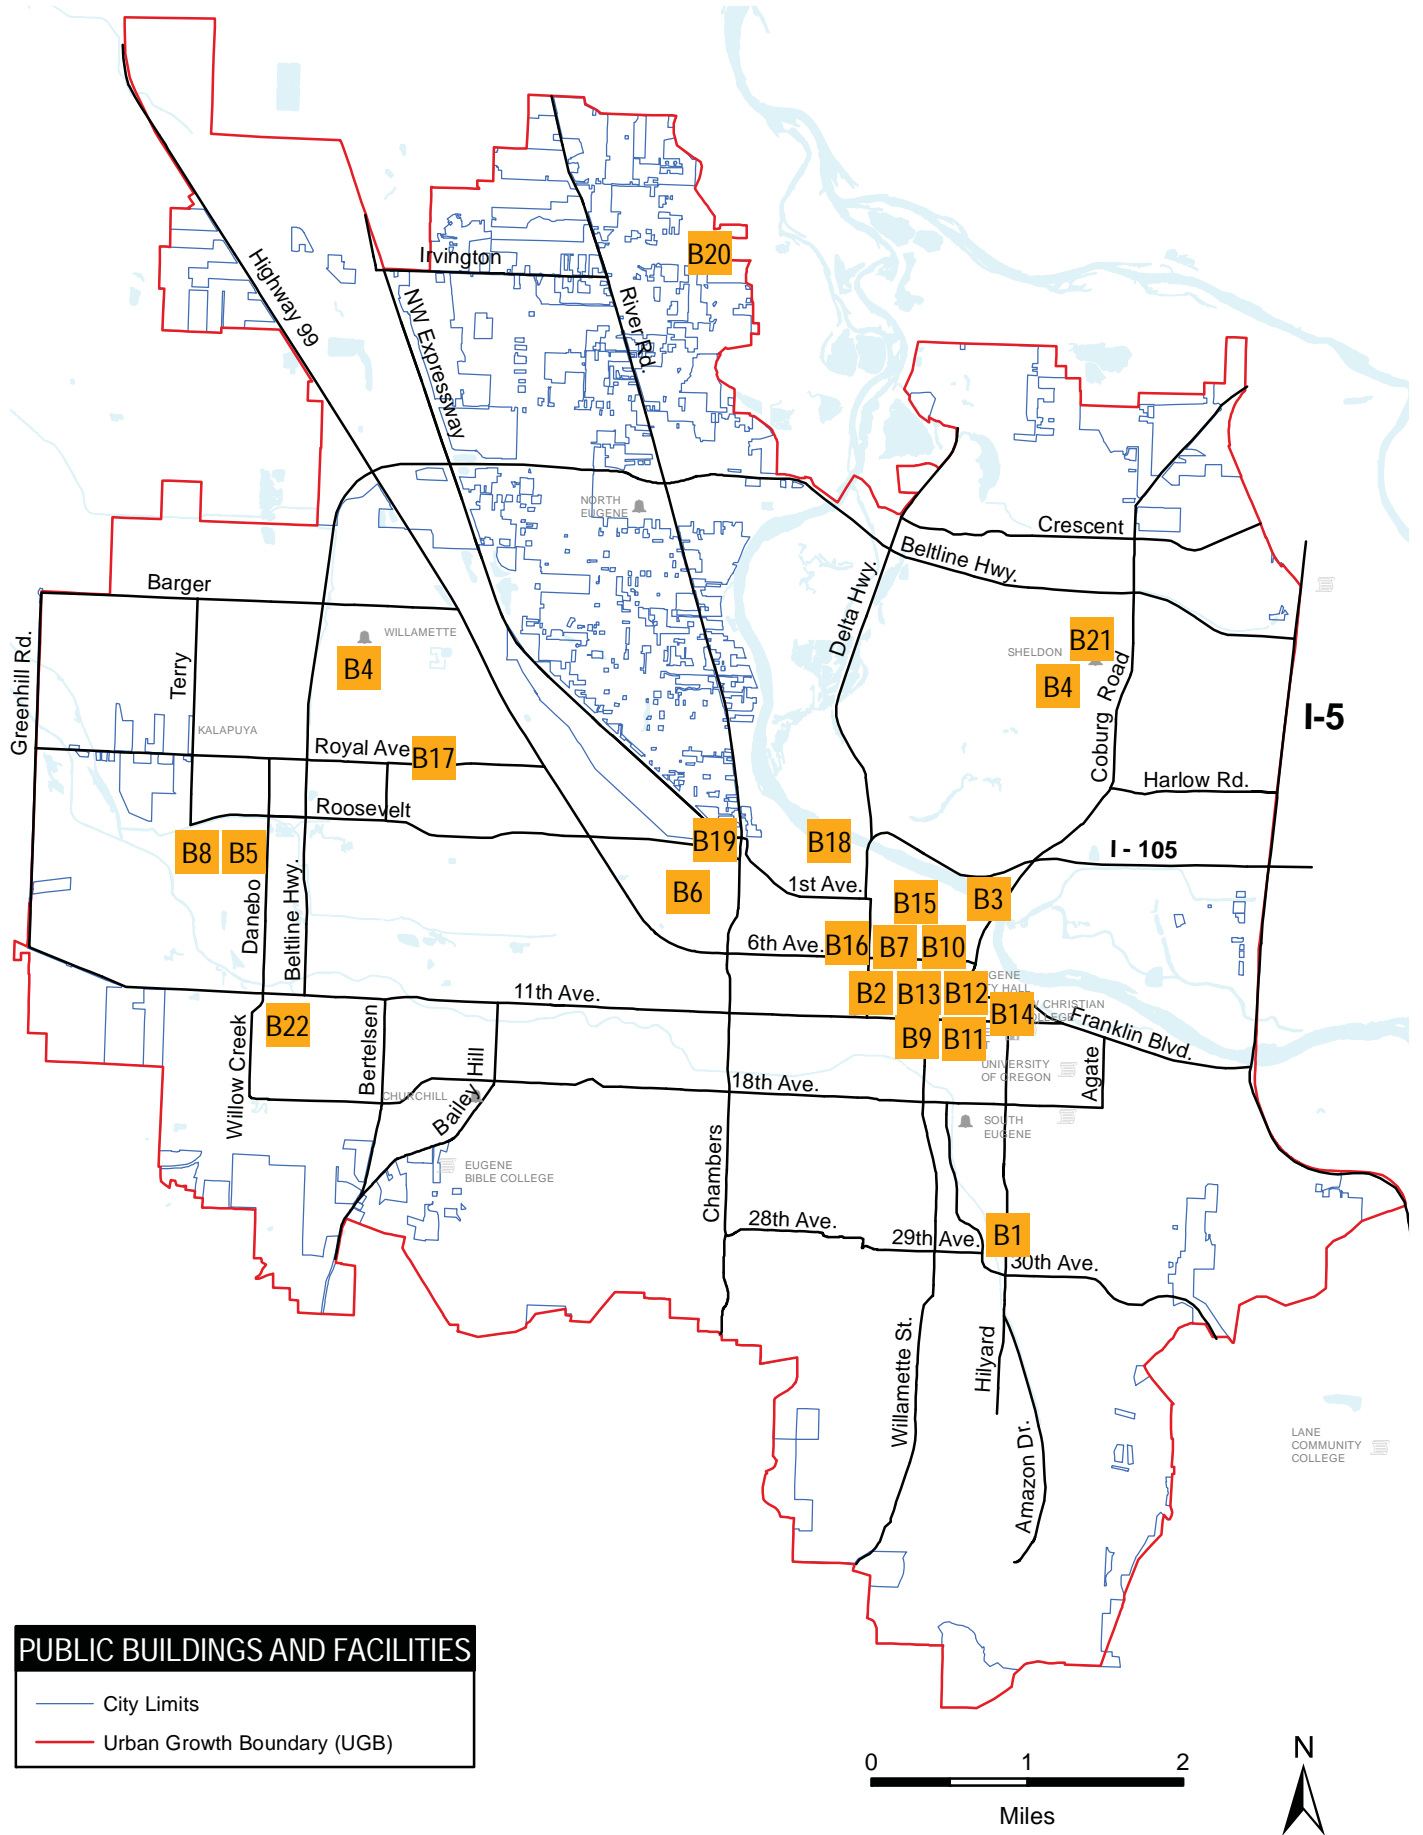 B20
Irvington
Highway 99
NW Expressway
River Rd.
NORTH
EUGENE
Crescent
Beltline Hwy.
Delta Hwy.
Barger
Greenhill Rd.
Terry
WILLAMETTE
B4
KALAPUYA
B21
SHELDON
B4
Coburg Road
I-5
Royal Ave
B17
Harlow Rd.
Roosevelt
B19
B18
I - 105
B8
B5
B6
1st Ave.
B15
B3
Danebo
Beltline Hwy.
6th Ave.
B16
B7
B10
GENE
TY HALL
B2
B13
B12
11th Ave.
W CHRISTIAN
COLLEGE
B14
Franklin Blvd.
B22
B9
B11
Willow Creek
Bertelsen
Bailey Hill
UNIVERSITY
OF OREGON
Agate
18th Ave.
CHURCHILL
SOUTH
EUGENE
EUGENE
BIBLE COLLEGE
Chambers
28th Ave.
29th Ave.
B1
30th Ave.
Willamette St.
Hilyard
Amazon Dr.
LANE
COMMUNITY
COLLEGE
PUBLIC BUILDINGS AND FACILITIES
City Limits
Urban Growth Boundary (UGB)
0 1 2
Miles
N